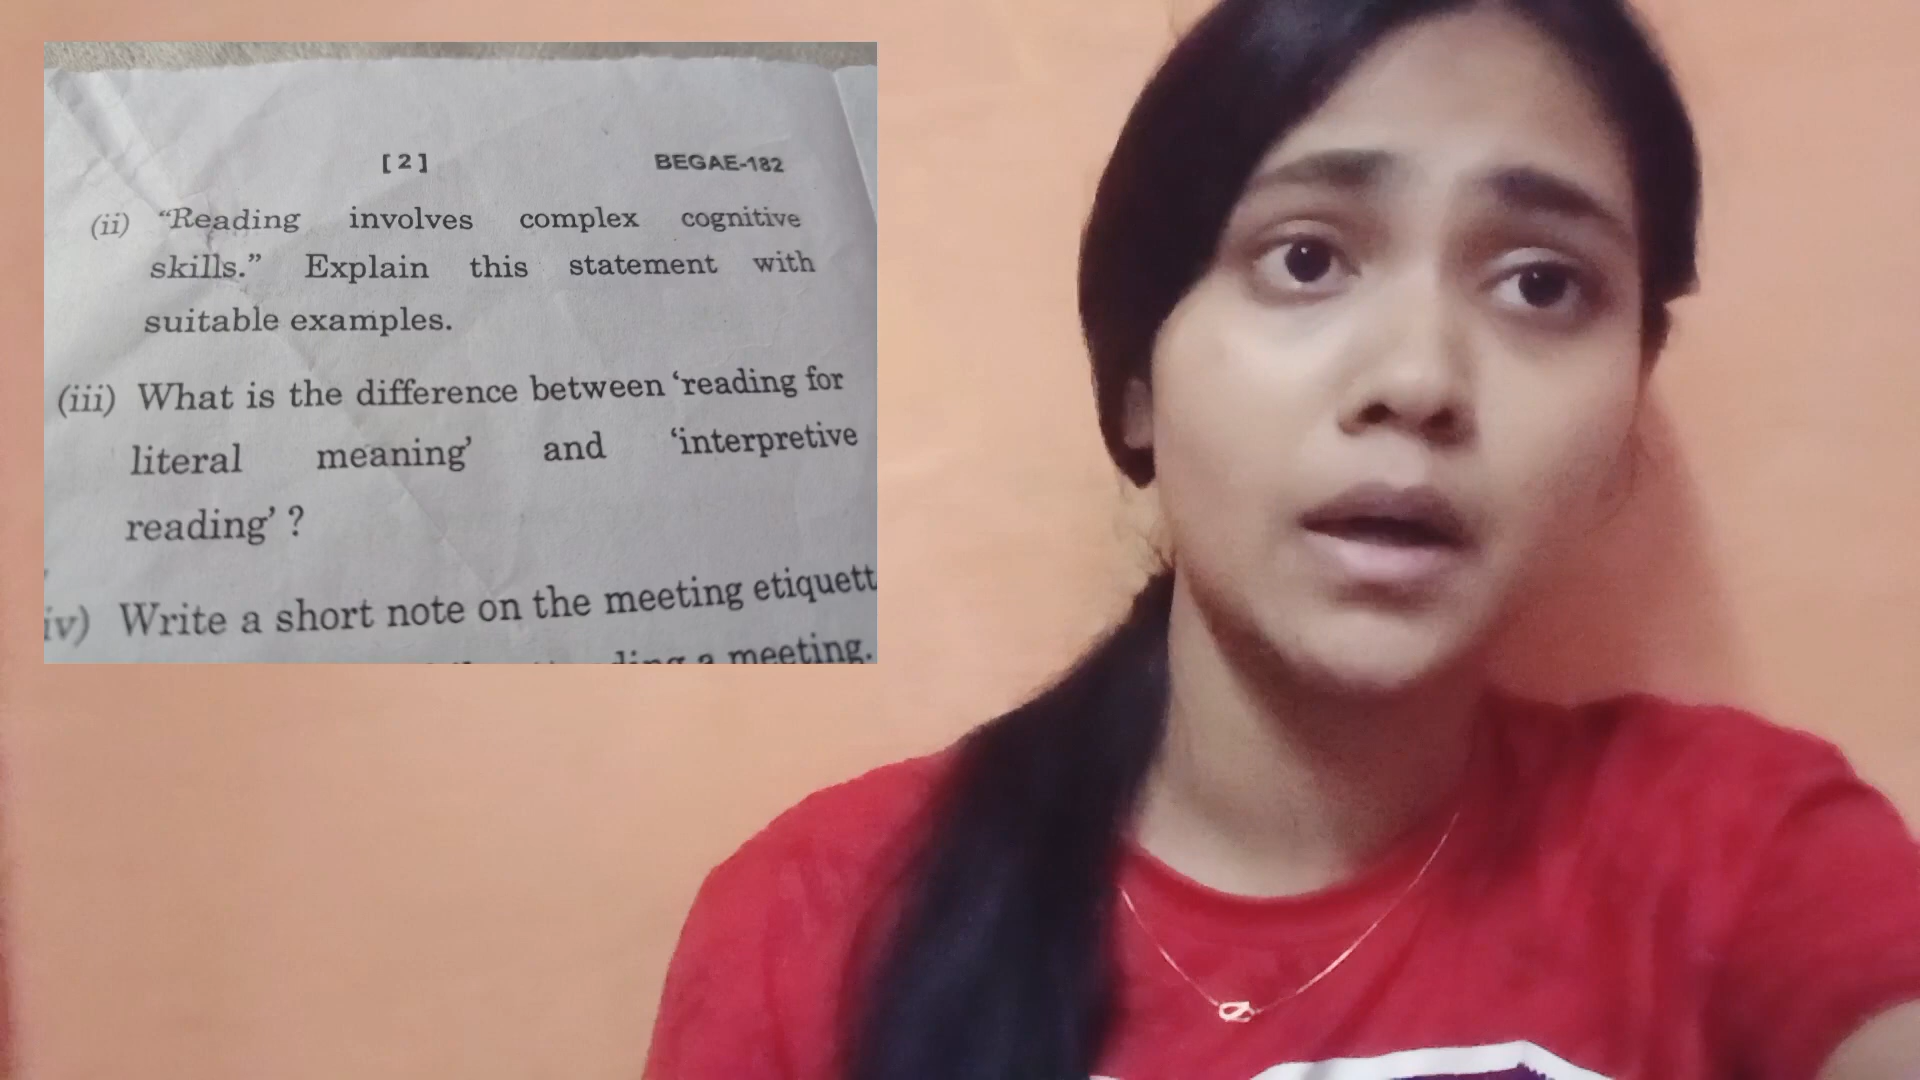 [ 2 ] BEGAE-182
(ii) “Reading involves complex cognitive
skills.” Explain this statement with
suitable examples.
(iii) What is the difference between ‘reading for
literal meaning’ and ‘interpretive
reading’ ?
iv) Write a short note on the meeting etiquett
a meeting.